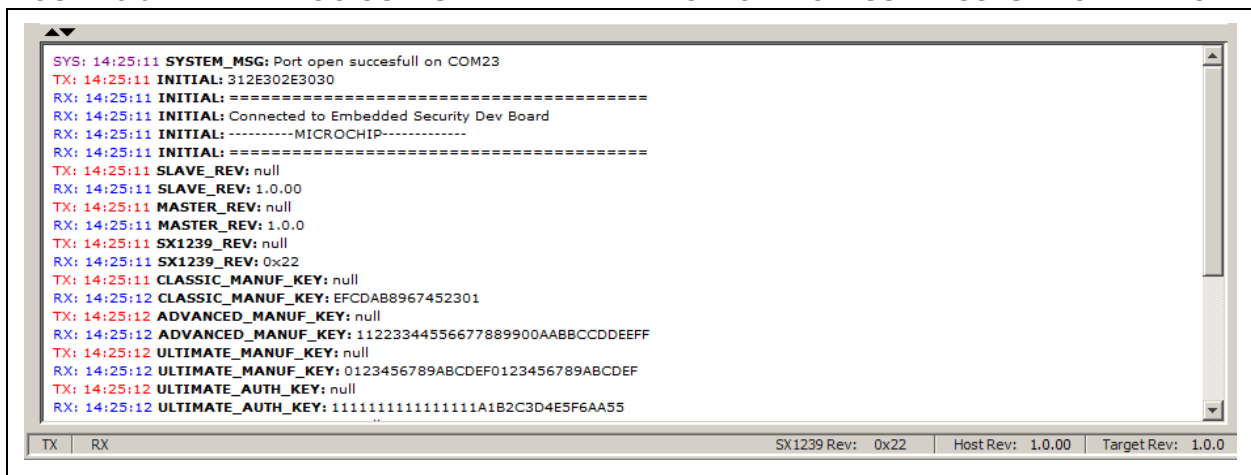 SYS: 14:25:11 SYSTEM_MSG: Port open succesfull on COM23
TX: 14:25:11 INITIAL: 312E302E3030
RX: 14:25:11 INITIAL: ========================================
RX: 14:25:11 INITIAL: Connected to Embedded Security Dev Board
RX: 14:25:11 INITIAL: ----------MICROCHIP-------------
RX: 14:25:11 INITIAL: ========================================
TX: 14:25:11 SLAVE_REV: null
RX: 14:25:11 SLAVE_REV: 1.0.00
TX: 14:25:11 MASTER_REV: null
RX: 14:25:11 MASTER_REV: 1.0.0
TX: 14:25:11 SX1239_REV: null
RX: 14:25:11 SX1239_REV: 0x22
TX: 14:25:11 CLASSIC_MANUF_KEY: null
RX: 14:25:12 CLASSIC_MANUF_KEY: EFCDAB8967452301
TX: 14:25:12 ADVANCED_MANUF_KEY: null
RX: 14:25:12 ADVANCED_MANUF_KEY: 11223344556677889900AABBCCDDEEFF
TX: 14:25:12 ULTIMATE_MANUF_KEY: null
RX: 14:25:12 ULTIMATE_MANUF_KEY: 0123456789ABCDEF0123456789ABCDEF
TX: 14:25:12 ULTIMATE_AUTH_KEY: null
RX: 14:25:12 ULTIMATE_AUTH_KEY: 1111111111111111A1B2C3D4E5F6AA55
TX RX SX1239 Rev: 0x22 Host Rev: 1.0.00 Target Rev: 1.0.0